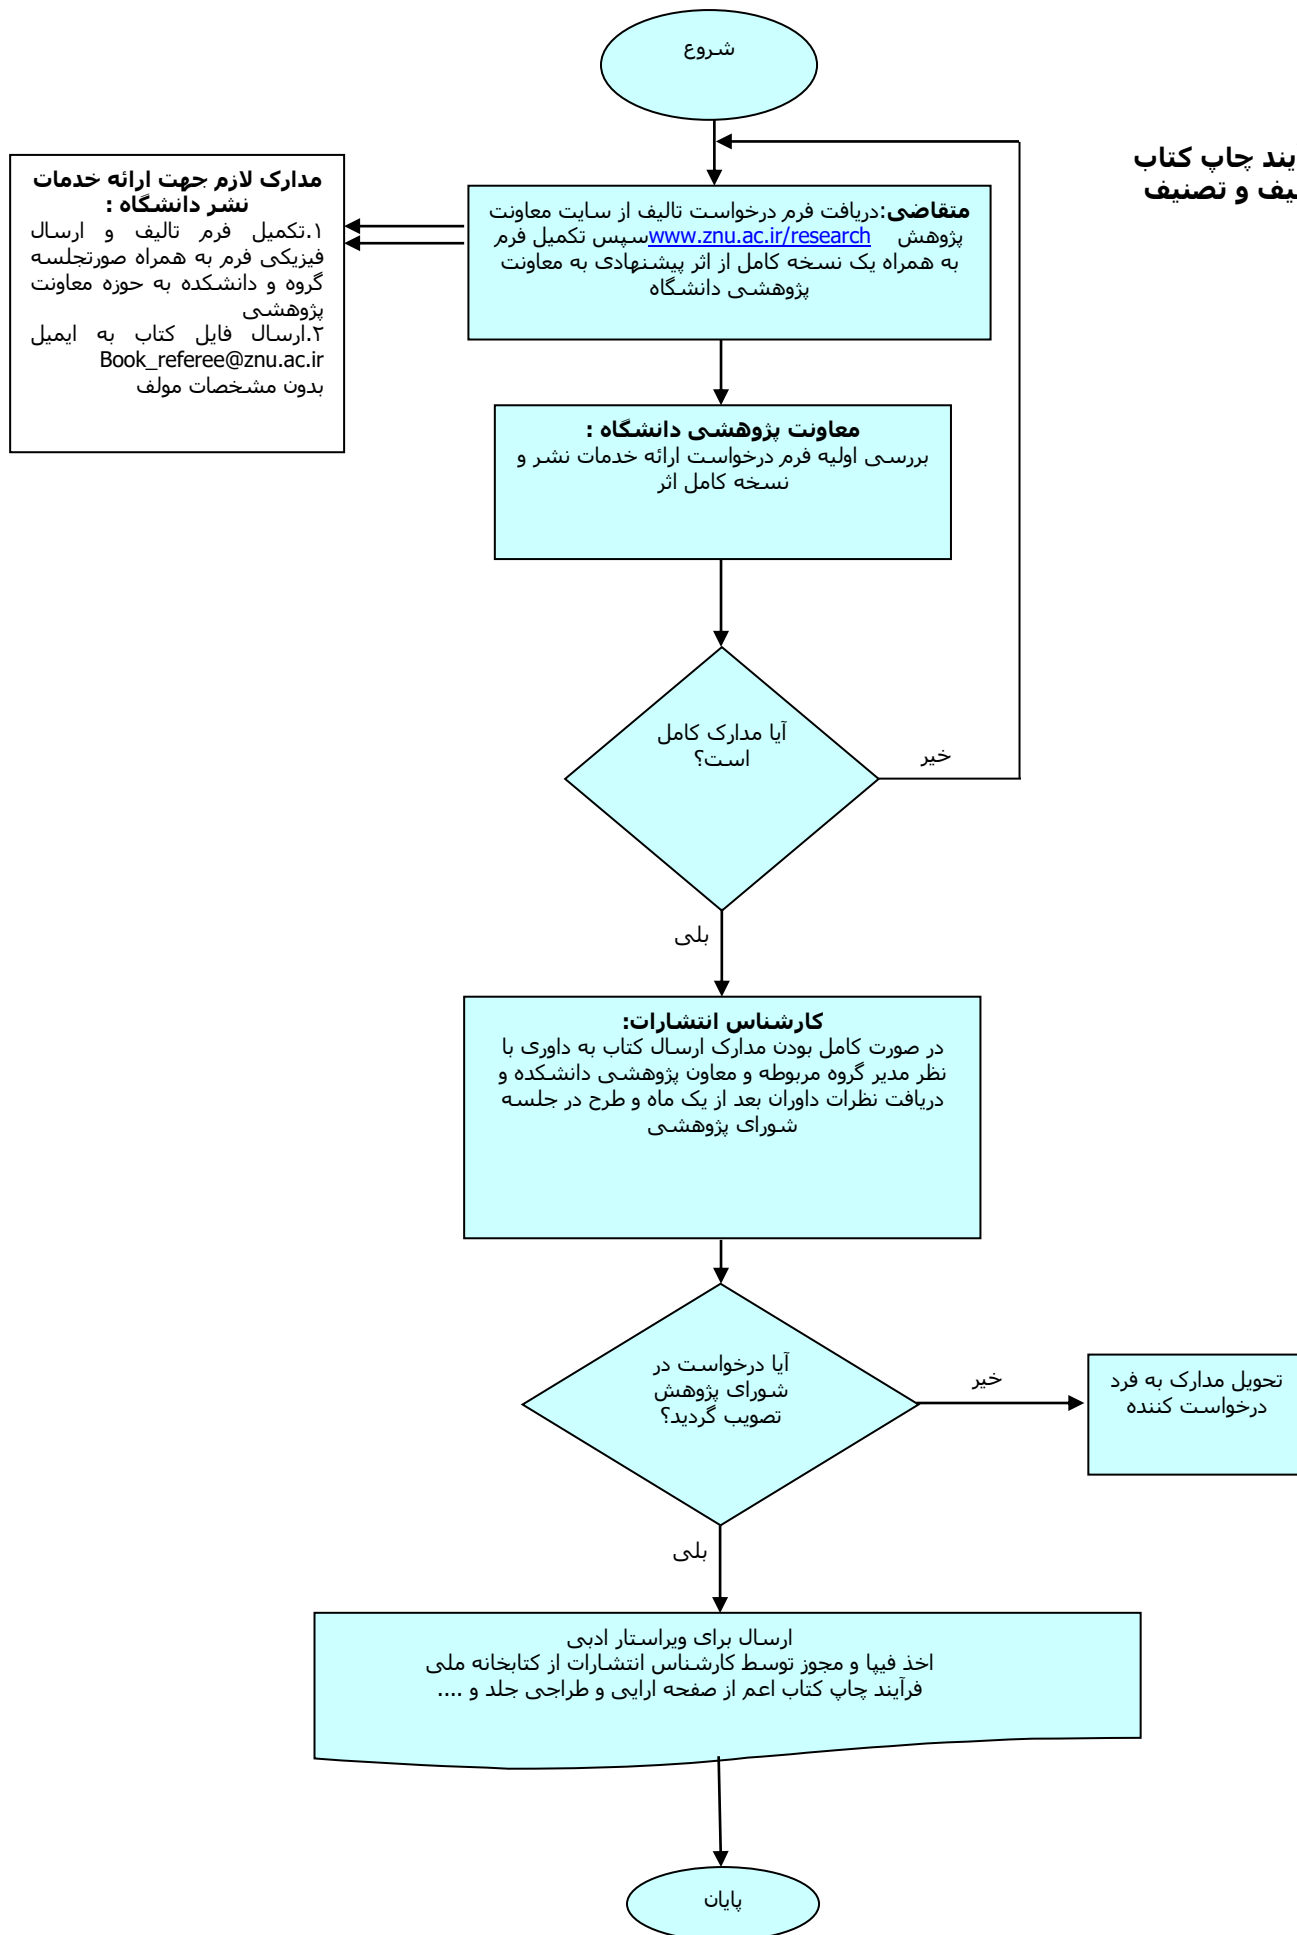 شروع
یند چاپ کتاب
یف و تصنیف
متقاضی:دریافت فرم درخواست تالیف از سایت معاونت
پژوهش www.znu.ac.ir/research سپس تکمیل فرم
به همراه یک نسخه کامل از اثر پیشنهادی به معاونت
پژوهشی دانشگاه
مدارک لازم جهت ارائه خدمات
نشر دانشگاه :
۱.تکمیل فرم تالیف و ارسال
فیزیکی فرم به همراه صورتجلسه
گروه و دانشکده به حوزه معاونت
پژوهشی
۲.ارسال فایل کتاب به ایمیل
Book_referee@znu.ac.ir
بدون مشخصات مولف
معاونت پژوهشی دانشگاه :
بررسی اولیه فرم درخواست ارائه خدمات نشر و
نسخه کامل اثر
آیا مدارک کامل
است؟
خیر
بلی
کارشناس انتشارات:
در صورت کامل بودن مدارک ارسال کتاب به داوری با
نظر مدیر گروه مربوطه و معاون پژوهشی دانشکده و
دریافت نظرات داوران بعد از یک ماه و طرح در جلسه
شورای پژوهشی
آیا درخواست در
شورای پژوهش
تصویب گردید؟
خیر
تحویل مدارک به فرد
درخواست کننده
بلی
ارسال برای ویراستار ادبی
اخذ فیپا و مجوز توسط کارشناس انتشارات از کتابخانه ملی
فرآیند چاپ کتاب اعم از صفحه ارایی و طراحی جلد و ....
پایان